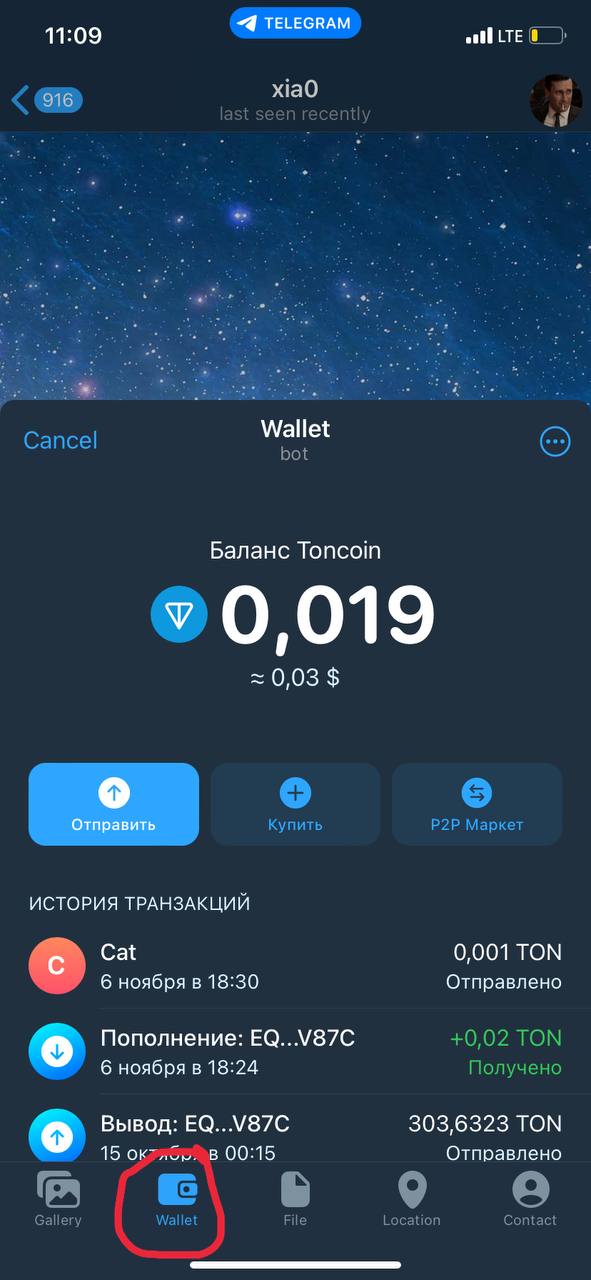 11:09
TELEGRAM
LTE
916
xia0
last seen recently
Cancel
Wallet
bot
Баланс Toncoin
0,019
≈ 0,03 $
Отправить
Купить
P2P Маркет
ИСТОРИЯ ТРАНЗАКЦИЙ
C
Cat
0,001 TON
6 ноября в 18:30
Отправлено
Пополнение: EQ...V87C
+0,02 TON
6 ноября в 18:24
Получено
Вывод: EQ...V87C
303,6323 TON
15 октября в 00:15
Отправлено
Gallery
Wallet
File
Location
Contact